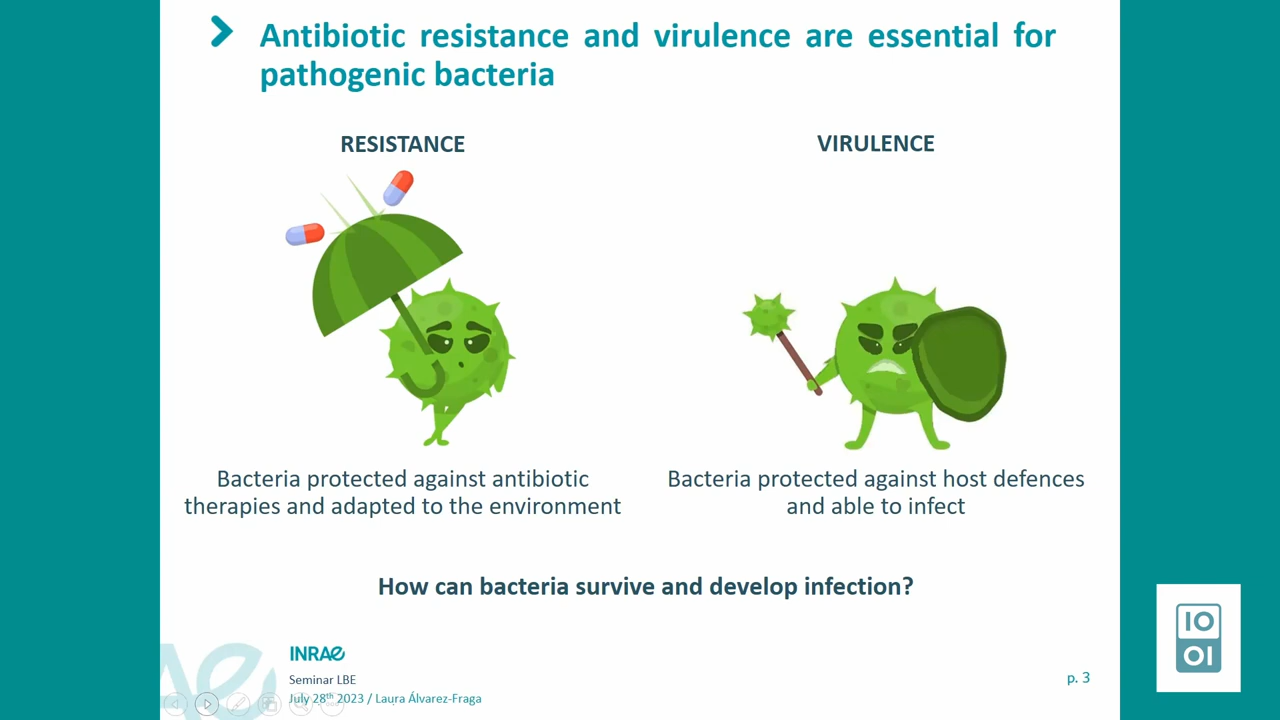 Antibiotic resistance and virulence are essential for
pathogenic bacteria
RESISTANCE
VIRULENCE
Bacteria protected against antibiotic
therapies and adapted to the environment
Bacteria protected against host defences
and able to infect
How can bacteria survive and develop infection?
INRAE
Seminar LBE
July 28th 2023 / Laura Álvarez-Fraga
p. 3
IO
OI